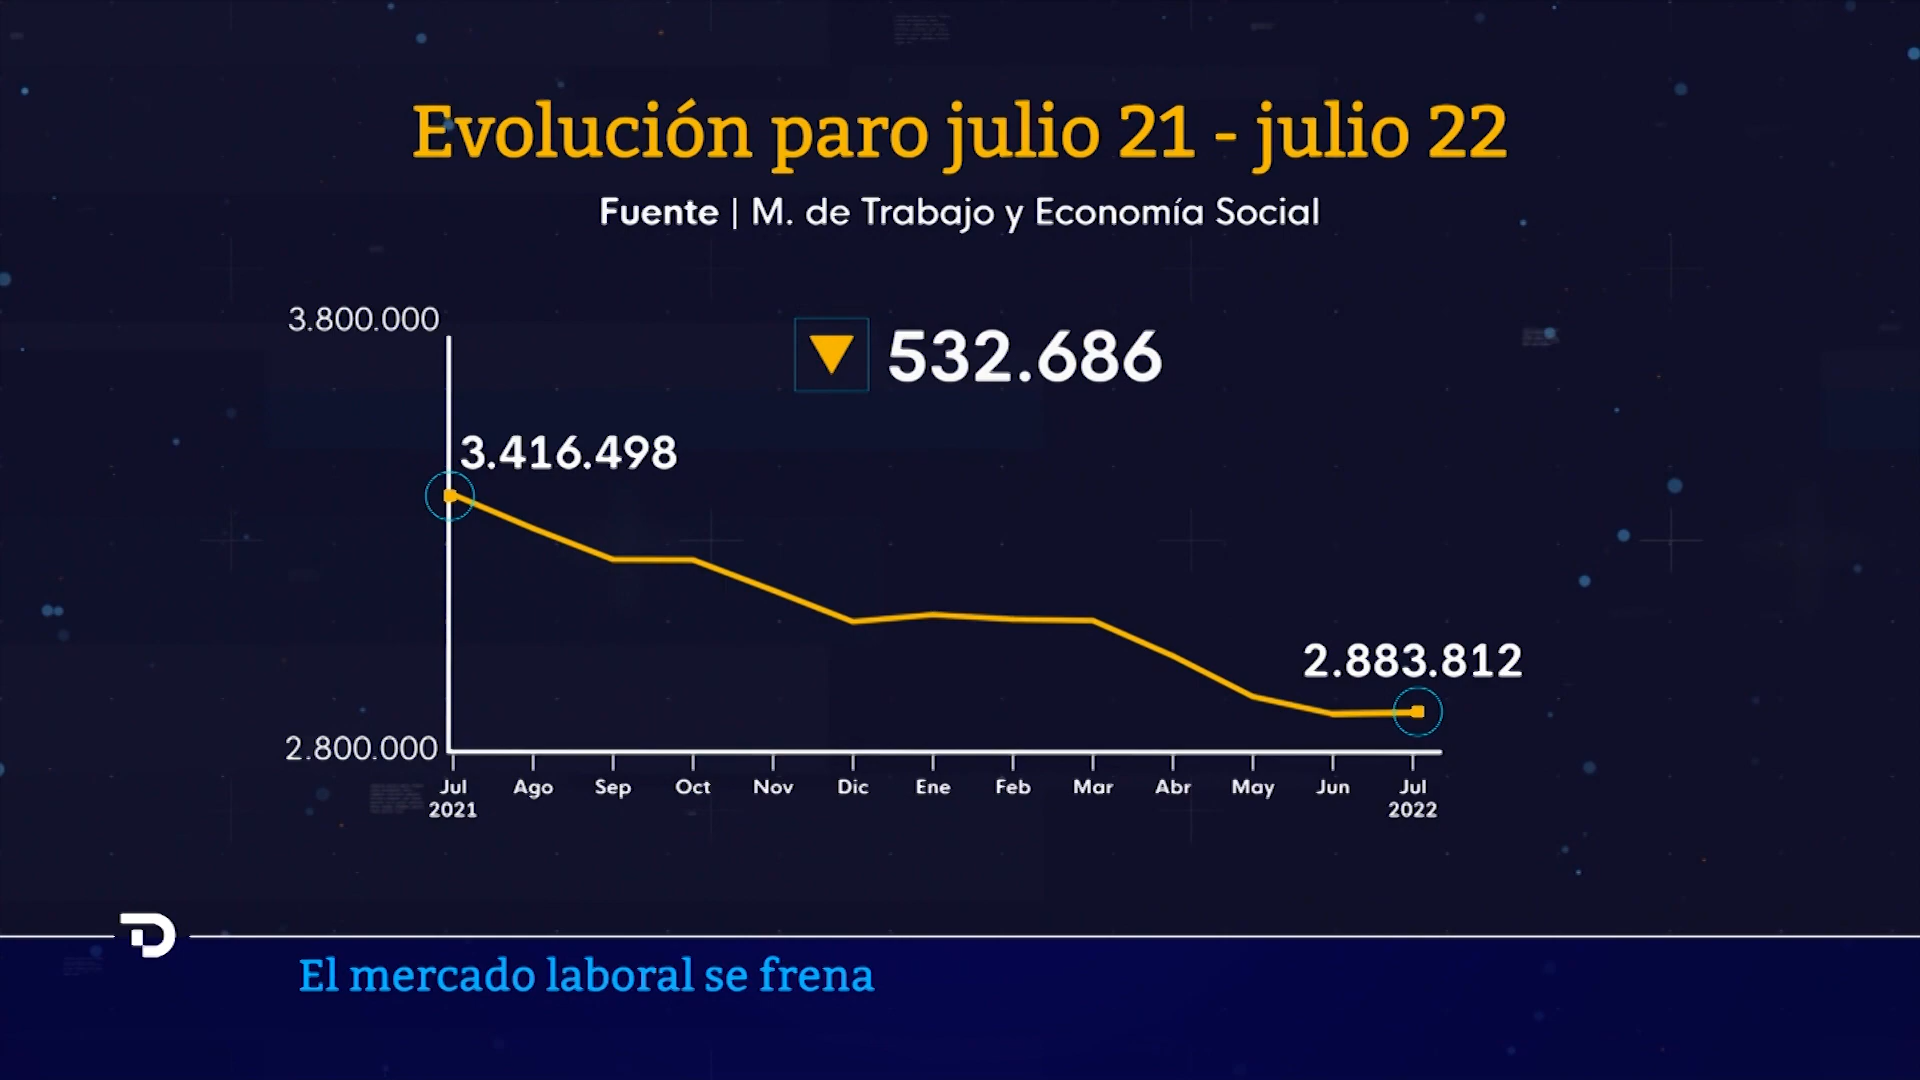 Evolución paro julio 21 - julio 22
Fuente | M. de Trabajo y Economía Social
3.800.000
532.686
3.416.498
2.883.812
2.800.000
Jul Ago Sep Oct Nov Dic Ene Feb Mar Abr May Jun Jul
2021 2022
El mercado laboral se frena